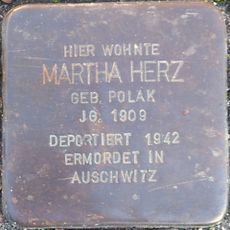 HIER WOHNTE
MARTHA HERZ
GEB. POLAK
JG. 1909
DEPORTIERT 1942
ERMORDET IN
AUSCHWITZ